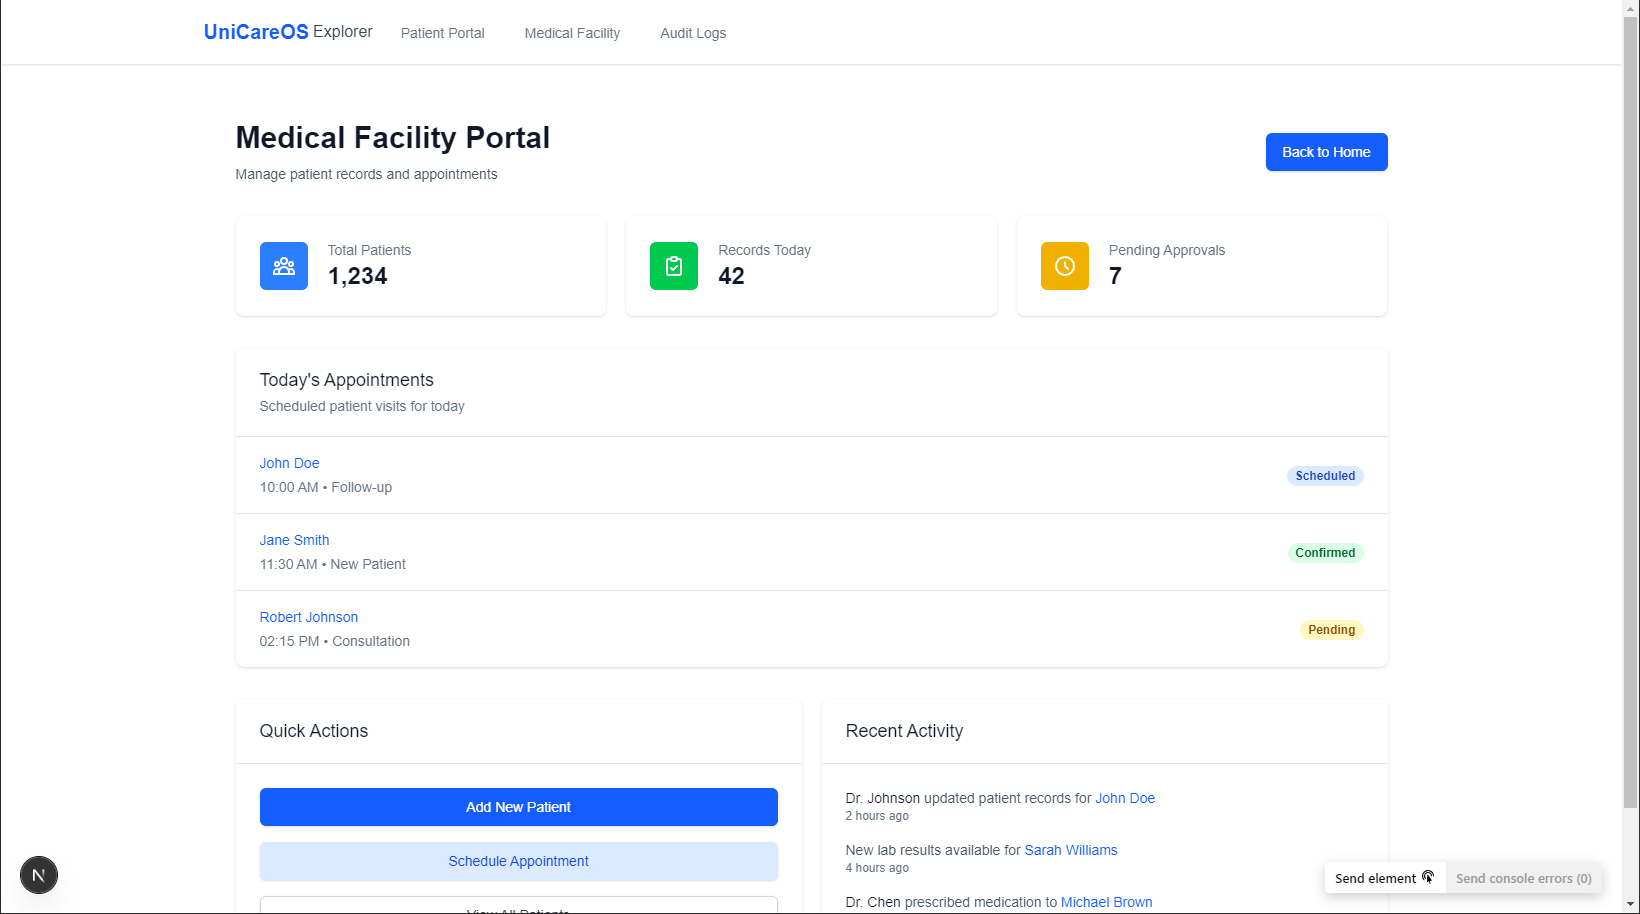 UniCareOS Explorer Patient Portal Medical Facility Audit Logs
Medical Facility Portal
Manage patient records and appointments
Back to Home
Total Patients
1,234
Records Today
42
Pending Approvals
7
Today's Appointments
Scheduled patient visits for today
John Doe
10:00 AM • Follow-up
Scheduled
Jane Smith
11:30 AM • New Patient
Confirmed
Robert Johnson
02:15 PM • Consultation
Pending
Quick Actions
Add New Patient
Schedule Appointment
View All Patients
Recent Activity
Dr. Johnson updated patient records for John Doe
2 hours ago
New lab results available for Sarah Williams
4 hours ago
Dr. Chen prescribed medication to Michael Brown
N
Send element
Send console errors (0)